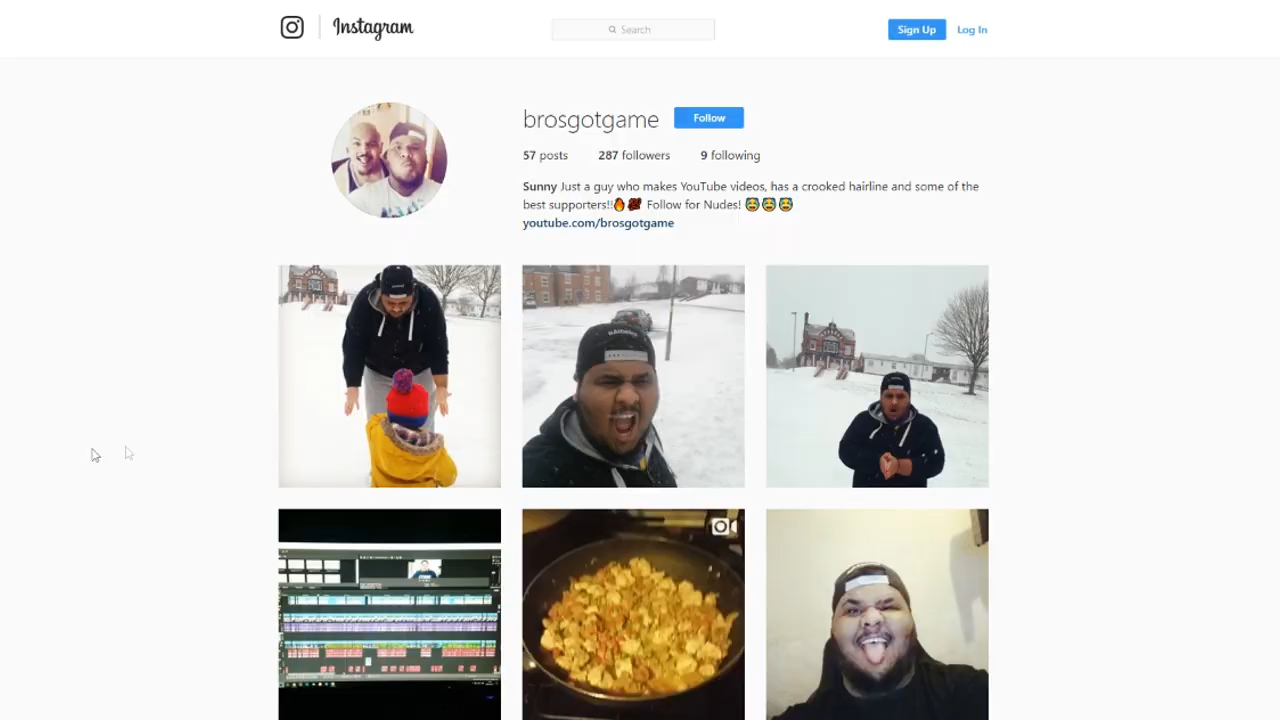 Instagram
Search
Sign Up
Log In
brosgotgame
Follow
57 posts 287 followers 9 following
Sunny Just a guy who makes YouTube videos, has a crooked hairline and some of the
best supporters!!🔥💯 Follow for Nudes! 😭😭😭
youtube.com/brosgotgame